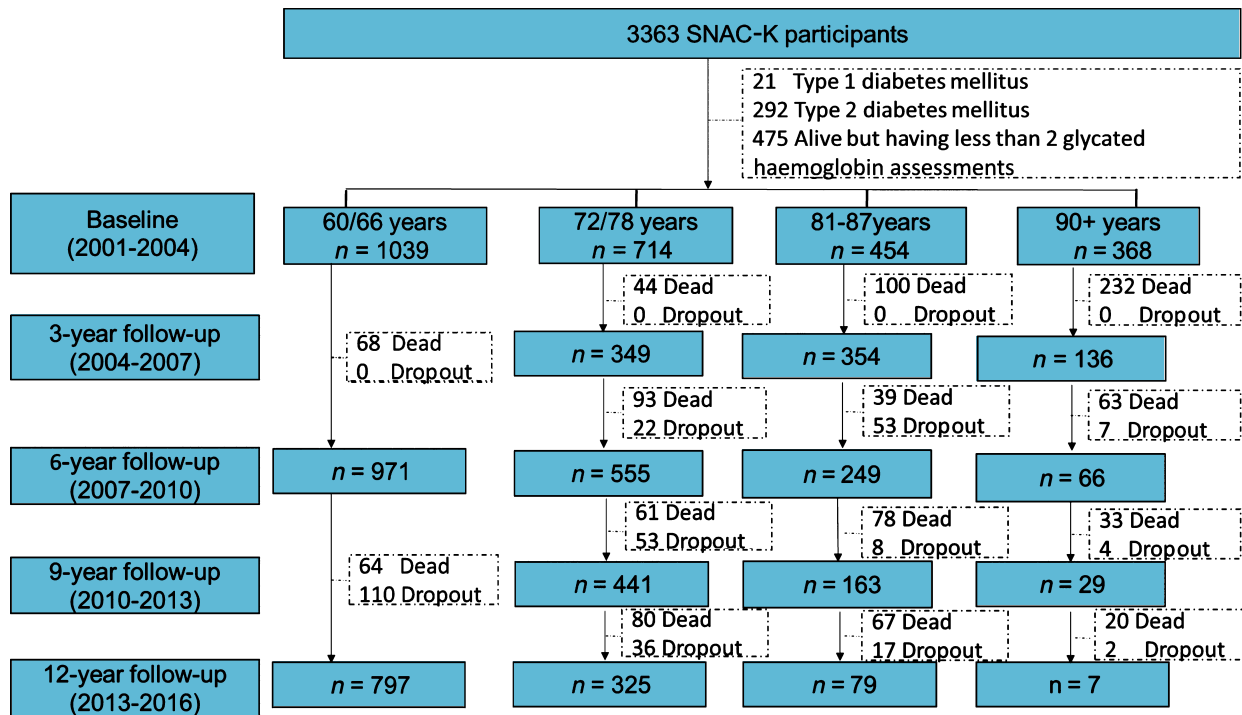 3363 SNAC-K participants
21 Type 1 diabetes mellitus
292 Type 2 diabetes mellitus
475 Alive but having less than 2 glycated
haemoglobin assessments
Baseline
(2001-2004)
60/66 years
n = 1039
72/78 years
n = 714
81-87years
n = 454
90+ years
n = 368
44 Dead
0 Dropout
100 Dead
0 Dropout
232 Dead
0 Dropout
3-year follow-up
(2004-2007)
68 Dead
0 Dropout
n = 349
n = 354
n = 136
93 Dead
22 Dropout
39 Dead
53 Dropout
63 Dead
7 Dropout
6-year follow-up
(2007-2010)
n = 971
n = 555
n = 249
n = 66
61 Dead
53 Dropout
78 Dead
8 Dropout
33 Dead
4 Dropout
9-year follow-up
(2010-2013)
64 Dead
110 Dropout
n = 441
n = 163
n = 29
80 Dead
36 Dropout
67 Dead
17 Dropout
20 Dead
2 Dropout
12-year follow-up
(2013-2016)
n = 797
n = 325
n = 79
n = 7